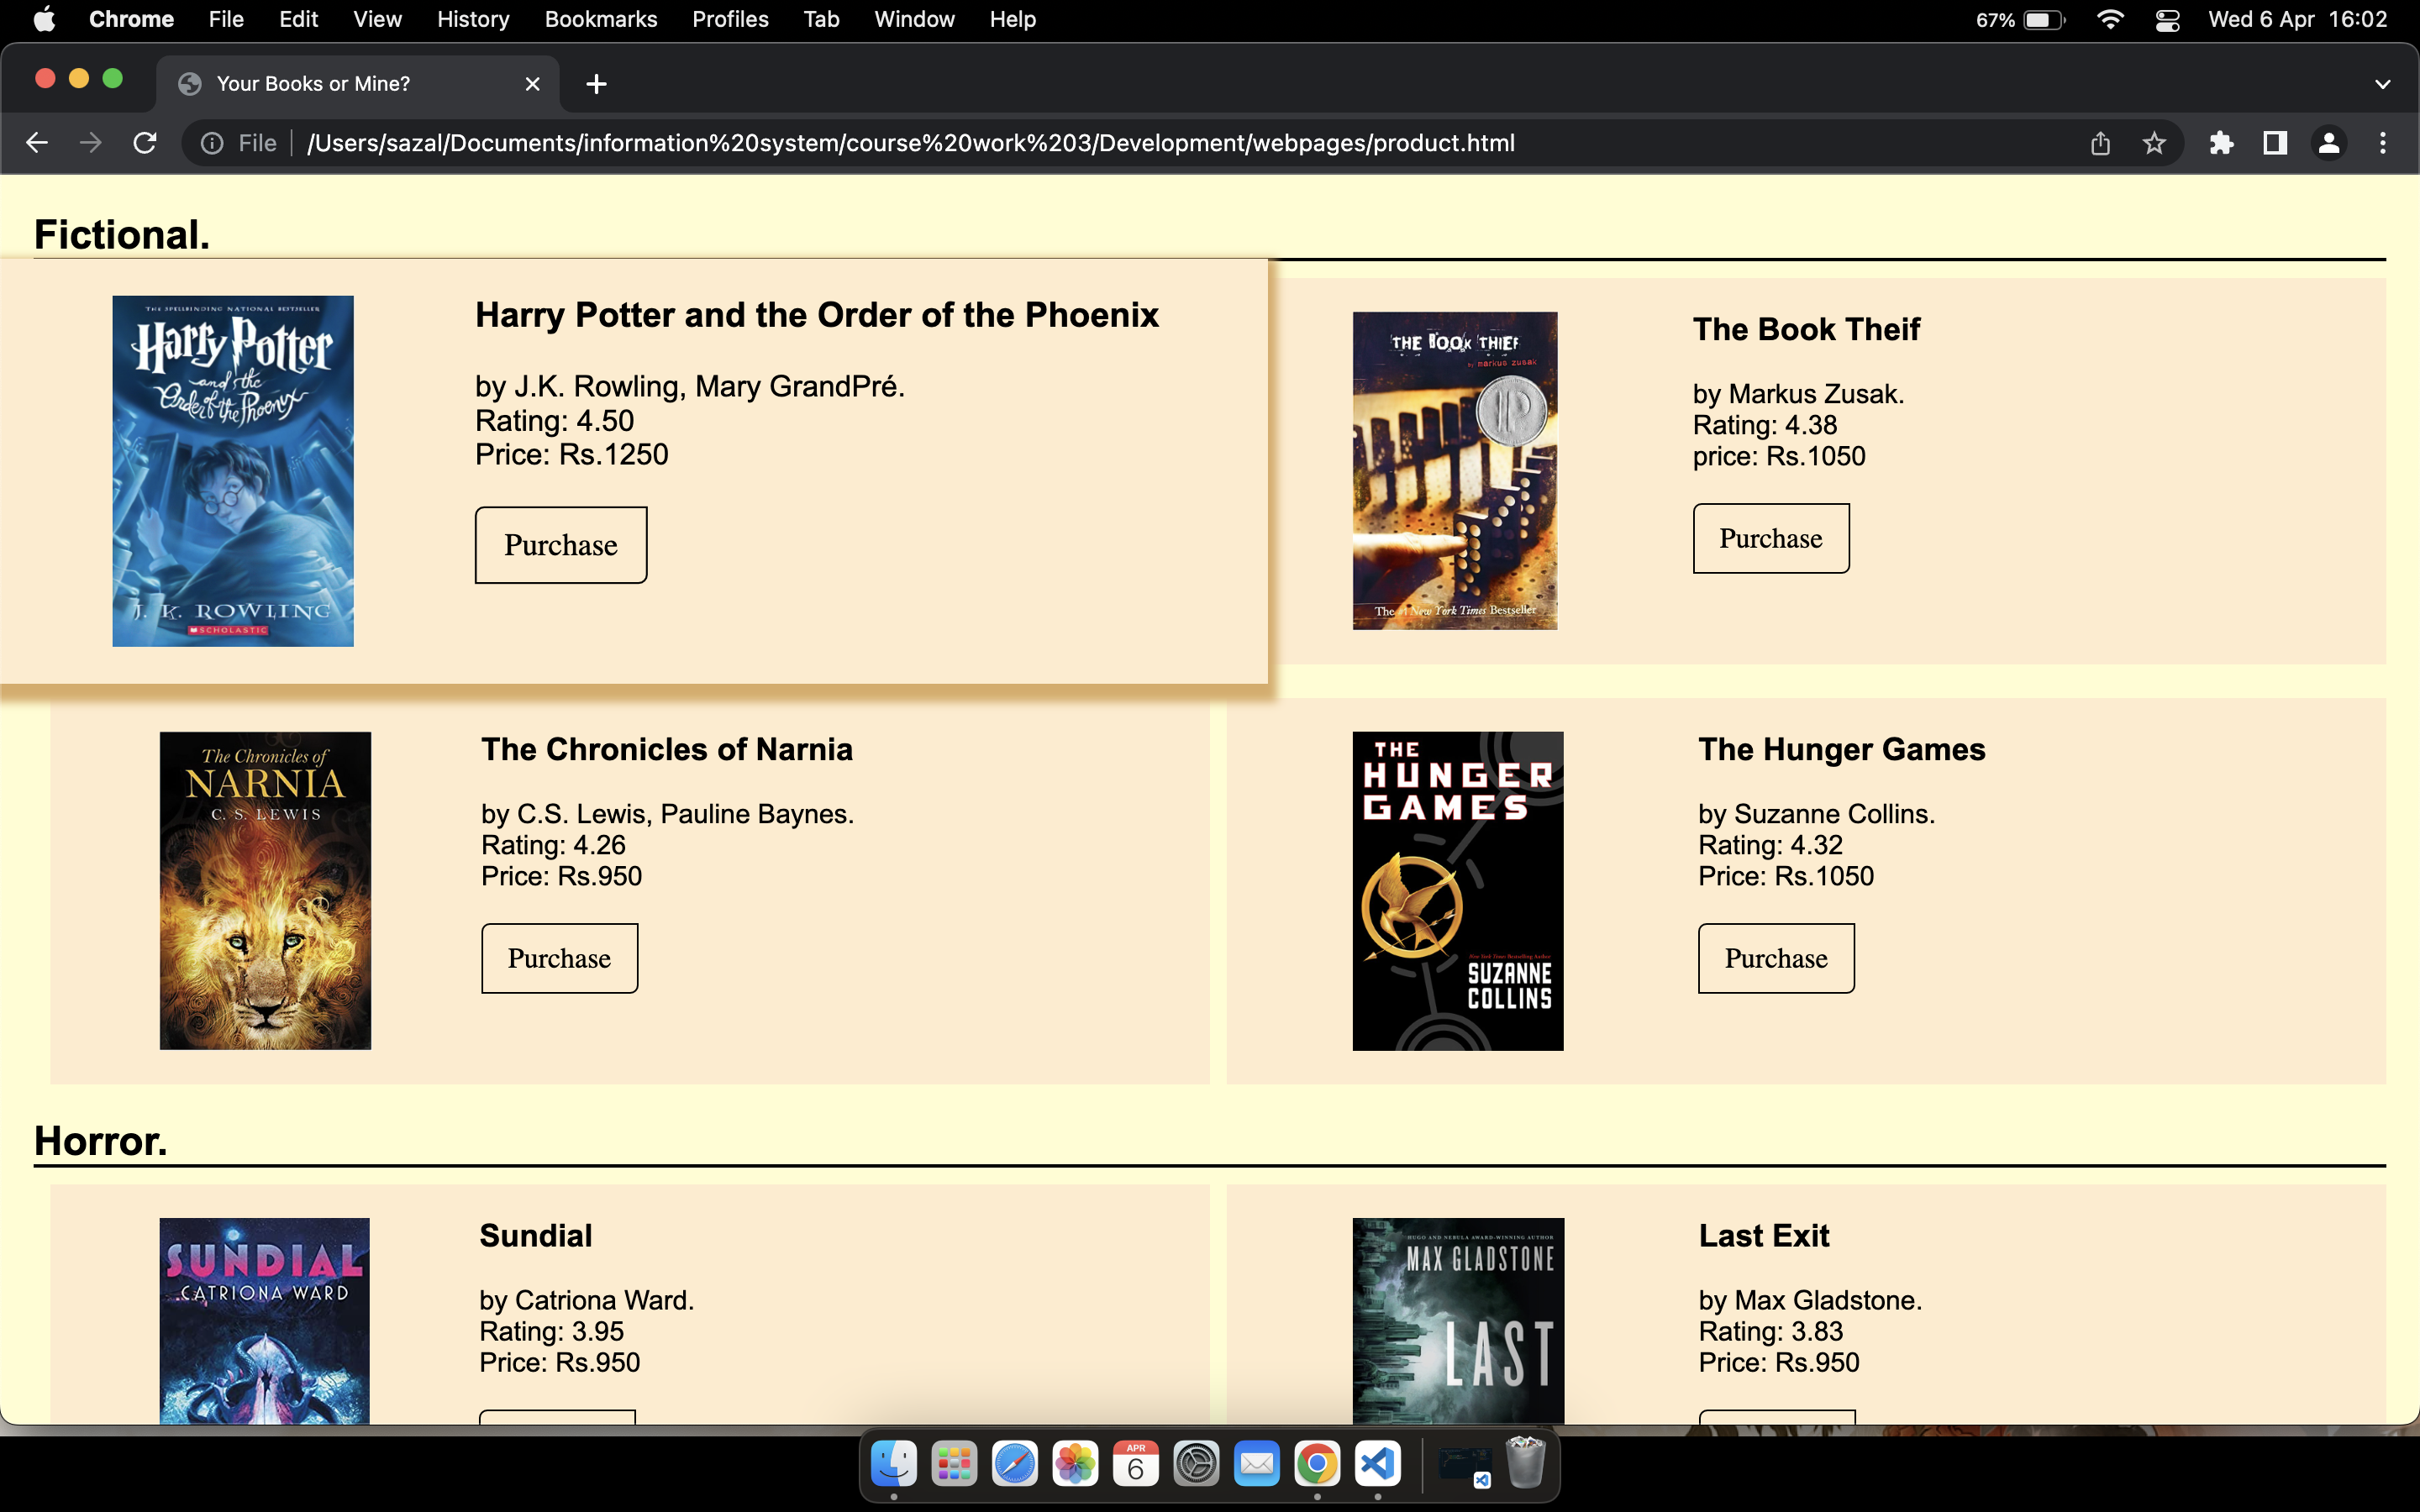 Chrome File Edit View History Bookmarks Profiles Tab Window Help 67% Wed 6 Apr 16:02
Your Books or Mine?
File /Users/sazal/Documents/information%20system/course%20work%203/Development/webpages/product.html
Fictional.
THE SPELLBINDING NATIONAL BESTSELLER
Harry Potter
and the
Order of the Phoenix
J. K. ROWLING
SCHOLASTIC
Harry Potter and the Order of the Phoenix
by J.K. Rowling, Mary GrandPré.
Rating: 4.50
Price: Rs.1250
Purchase
THE BOOK THIEF
by markus zusak
The #1 New York Times Bestseller
The Book Theif
by Markus Zusak.
Rating: 4.38
price: Rs.1050
Purchase
The Chronicles of
NARNIA
C. S. LEWIS
The Chronicles of Narnia
by C.S. Lewis, Pauline Baynes.
Rating: 4.26
Price: Rs.950
Purchase
THE
HUNGER
GAMES
SUZANNE
COLLINS
The Hunger Games
by Suzanne Collins.
Rating: 4.32
Price: Rs.1050
Purchase
Horror.
SUNDIAL
CATRIONA WARD
Sundial
by Catriona Ward.
Rating: 3.95
Price: Rs.950
HUGO AND NEBULA AWARD-WINNING AUTHOR
MAX GLADSTONE
LAST
Last Exit
by Max Gladstone.
Rating: 3.83
Price: Rs.950
APR
6